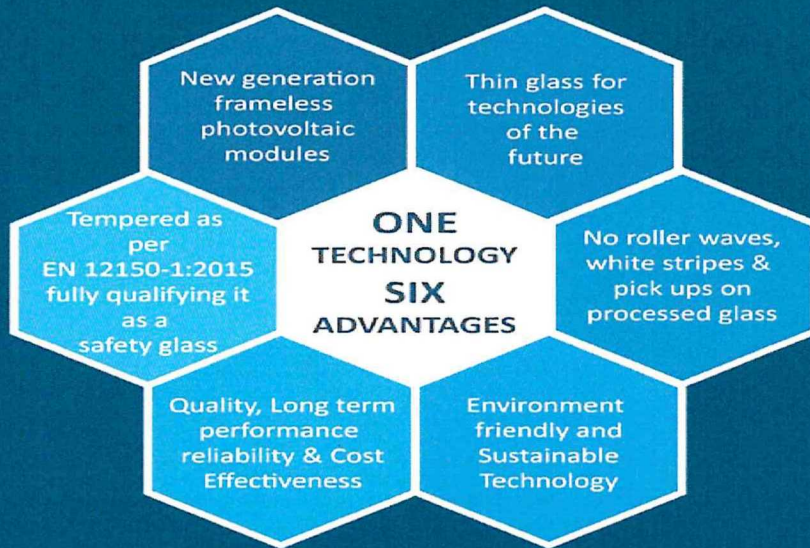 New generation
frameless
photovoltaic
modules
Thin glass for
technologies
of the
future
Tempered as
per
EN 12150-1:2015
fully qualifying it
as a
safety glass
ONE
TECHNOLOGY
SIX
ADVANTAGES
No roller waves,
white stripes &
pick ups on
processed glass
Quality, Long term
performance
reliability & Cost
Effectiveness
Environment
friendly and
Sustainable
Technology